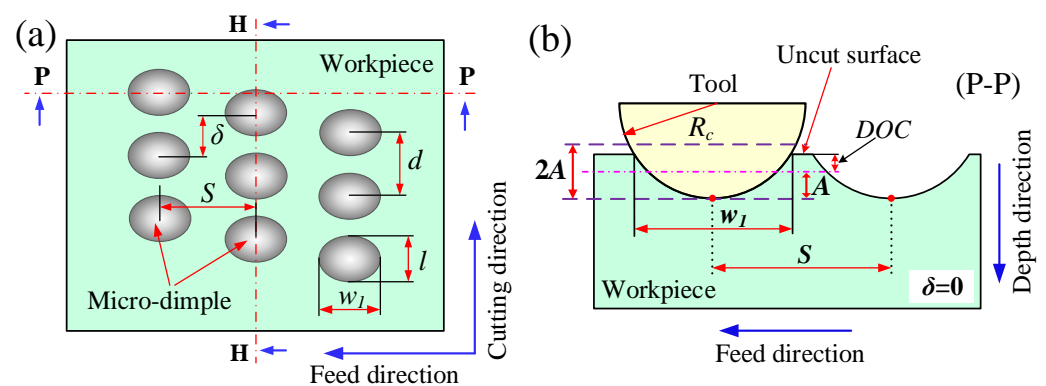 (a)
H
Workpiece
P
P
δ
d
S
l
Micro-dimple
w1
H
Feed direction
Cutting direction
(b)
Uncut surface
(P-P)
Tool
Rc
DOC
2A
A
w1
S
Workpiece
δ=0
Feed direction
Depth direction